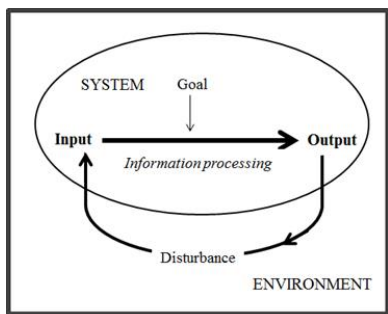 SYSTEM Goal
Input Output
Information processing
Disturbance
ENVIRONMENT